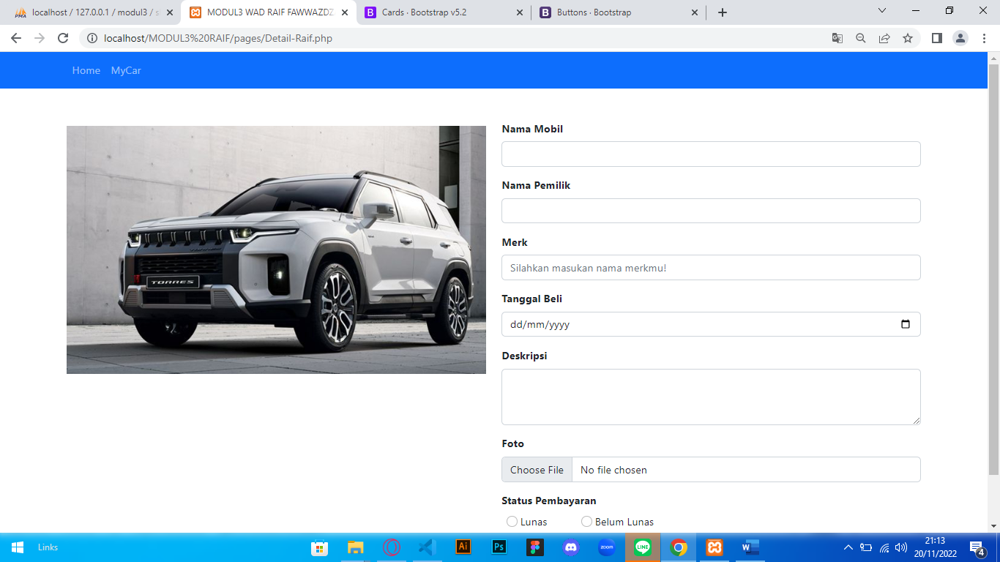 localhost / 127.0.0.1 / modul3 / s
MODUL3 WAD RAIF FAWWAZDZ
Cards · Bootstrap v5.2
Buttons · Bootstrap
localhost/MODUL3%20RAIF/pages/Detail-Raif.php
Home MyCar
Nama Mobil
Nama Pemilik
Merk
Silahkan masukan nama merkmu!
Tanggal Beli
dd/mm/yyyy
Deskripsi
Foto
Choose File No file chosen
Status Pembayaran
Lunas Belum Lunas
TORRES
Links
Ai
Ps
zoom
LINE
W
21:13
20/11/2022
4